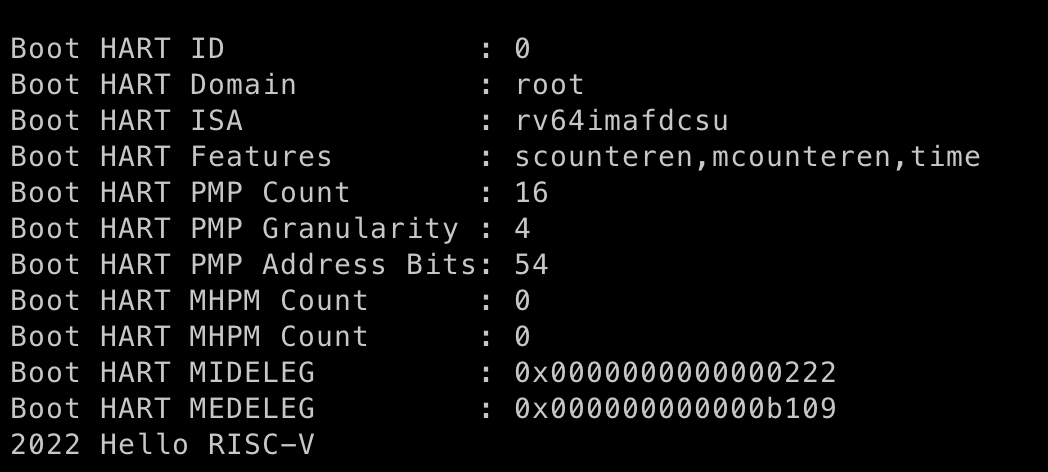 Boot HART ID              : 0
Boot HART Domain          : root
Boot HART ISA             : rv64imafdcsu
Boot HART Features        : scounteren,mcounteren,time
Boot HART PMP Count       : 16
Boot HART PMP Granularity : 4
Boot HART PMP Address Bits: 54
Boot HART MHPM Count      : 0
Boot HART MHPM Count      : 0
Boot HART MIDELEG         : 0x0000000000000222
Boot HART MEDELEG         : 0x000000000000b109
2022 Hello RISC-V